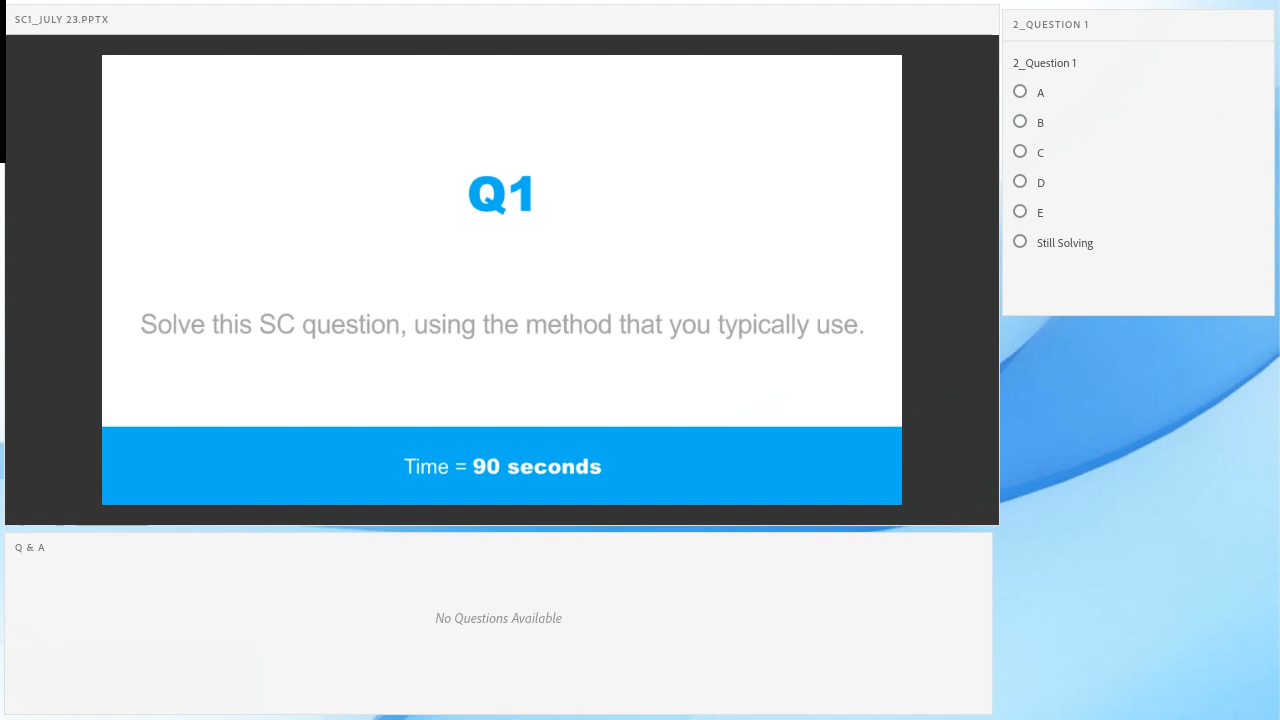 SC1_JULY 23.PPTX
Q1
Solve this SC question, using the method that you typically use.
Time = 90 seconds
Q & A
No Questions Available
2_QUESTION 1
2_Question 1
A
B
C
D
E
Still Solving